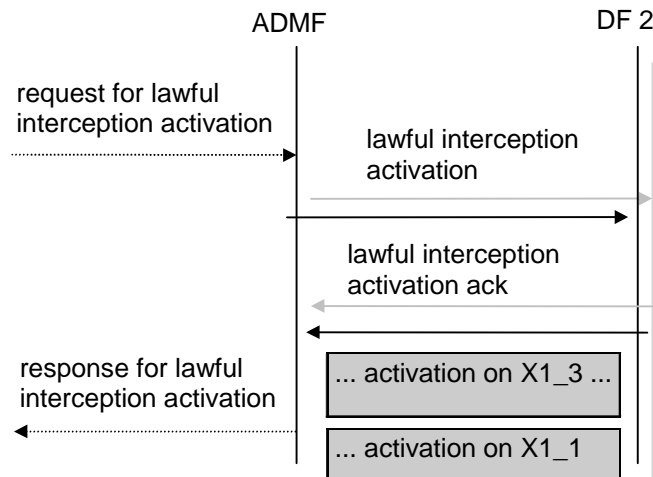 ADMF
DF 2
request for lawful
interception activation
lawful interception
activation
lawful interception
activation ack
response for lawful
interception activation
... activation on X1_3 ...
... activation on X1_1